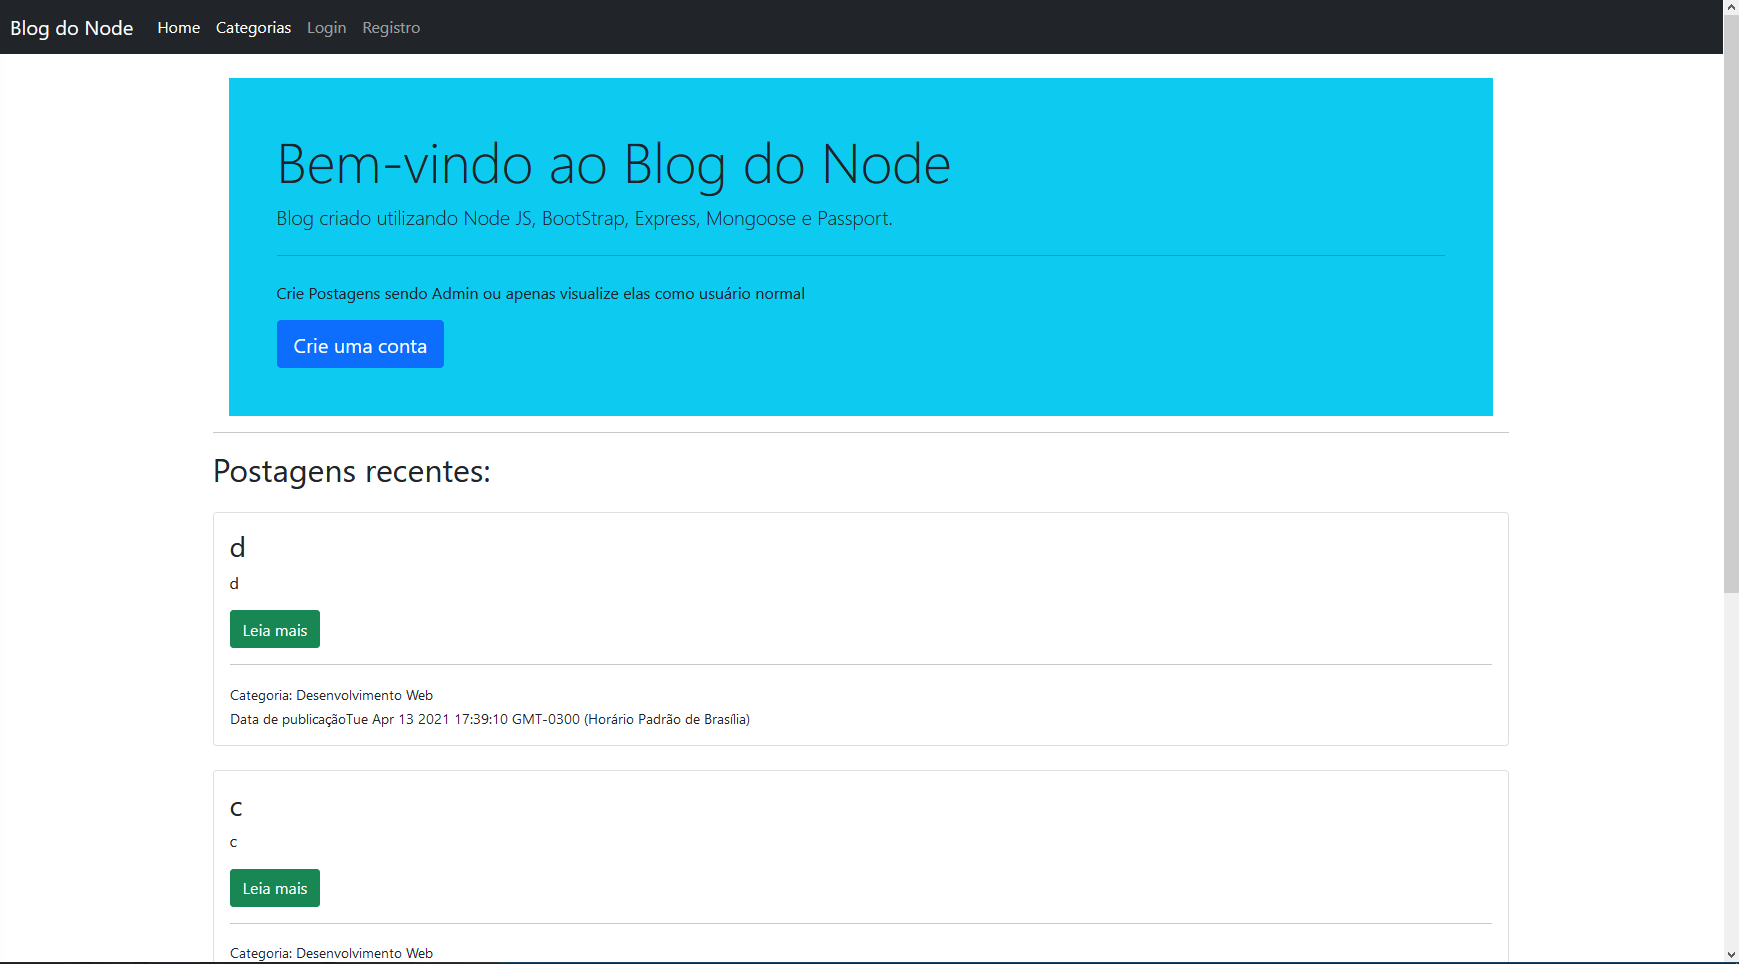 Blog do Node Home Categorias Login Registro
Bem-vindo ao Blog do Node
Blog criado utilizando Node JS, BootStrap, Express, Mongoose e Passport.
Crie Postagens sendo Admin ou apenas visualize elas como usuário normal
Crie uma conta
Postagens recentes:
d
d
Leia mais
Categoria: Desenvolvimento Web
Data de publicaçãoTue Apr 13 2021 17:39:10 GMT-0300 (Horário Padrão de Brasília)
c
c
Leia mais
Categoria: Desenvolvimento Web